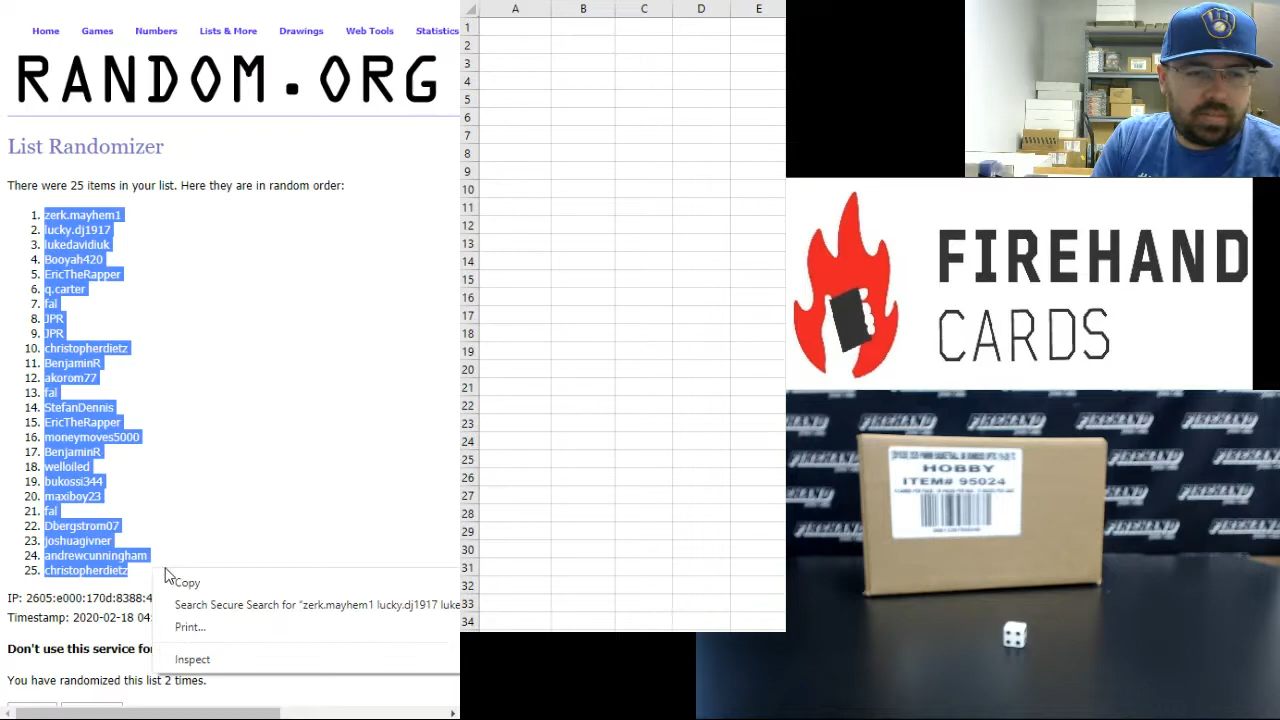 Home Games Numbers Lists & More Drawings Web Tools Statistics
RANDOM.ORG
List Randomizer
There were 25 items in your list. Here they are in random order:
1. zerk.mayhem1
2. lucky.dj1917
3. lukedavidiuk
4. Booyah420
5. EricTheRapper
6. q.carter
7. fal
8. JPR
9. JPR
10. christopherdietz
11. BenjaminR
12. akorom77
13. fal
14. StefanDennis
15. EricTheRapper
16. moneymoves5000
17. BenjaminR
18. welloiled
19. bukossi344
20. maxiboy23
21. fal
22. Dbergstrom07
23. joshuagivner
24. andrewcunningham
25. christopherdietz
IP: 2605:e000:170d:8388:4
Timestamp: 2020-02-18 04
Don't use this service for
You have randomized this list 2 times.
Copy
Search Secure Search for "zerk.mayhem1 lucky.dj1917 luke
Print...
Inspect
A B C D E
1
2
3
4
5
6
7
8
9
10
11
12
13
14
15
16
17
18
19
20
21
22
23
24
25
26
27
28
29
30
31
32
33
34
FIREHAND
CARDS
HOBBY
ITEM# 95024
FIREHAND